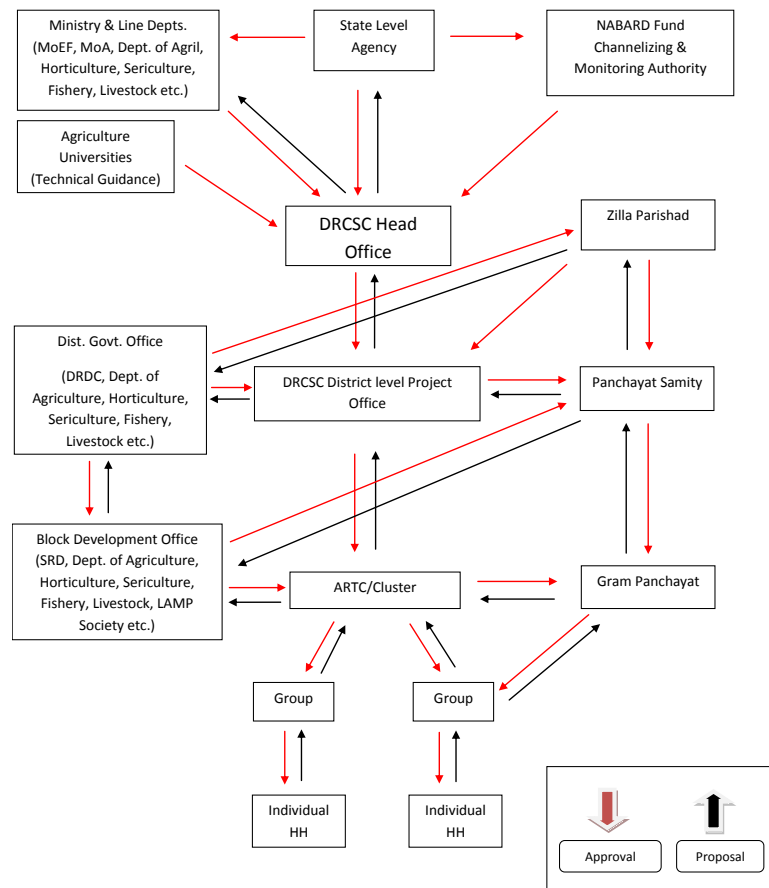 Ministry & Line Depts.
(MoEF, MoA, Dept. of Agril,
Horticulture, Sericulture,
Fishery, Livestock etc.)
State Level
Agency
NABARD Fund
Channelizing &
Monitoring Authority
Agriculture
Universities
(Technical Guidance)
DRCSC Head
Office
Zilla Parishad
Dist. Govt. Office
(DRDC, Dept. of
Agriculture, Horticulture,
Sericulture, Fishery,
Livestock etc.)
DRCSC District level Project
Office
Panchayat Samity
Block Development Office
(SRD, Dept. of Agriculture,
Horticulture, Sericulture,
Fishery, Livestock, LAMP
Society etc.)
ARTC/Cluster
Gram Panchayat
Group
Group
Individual
HH
Individual
HH
Approval
Proposal